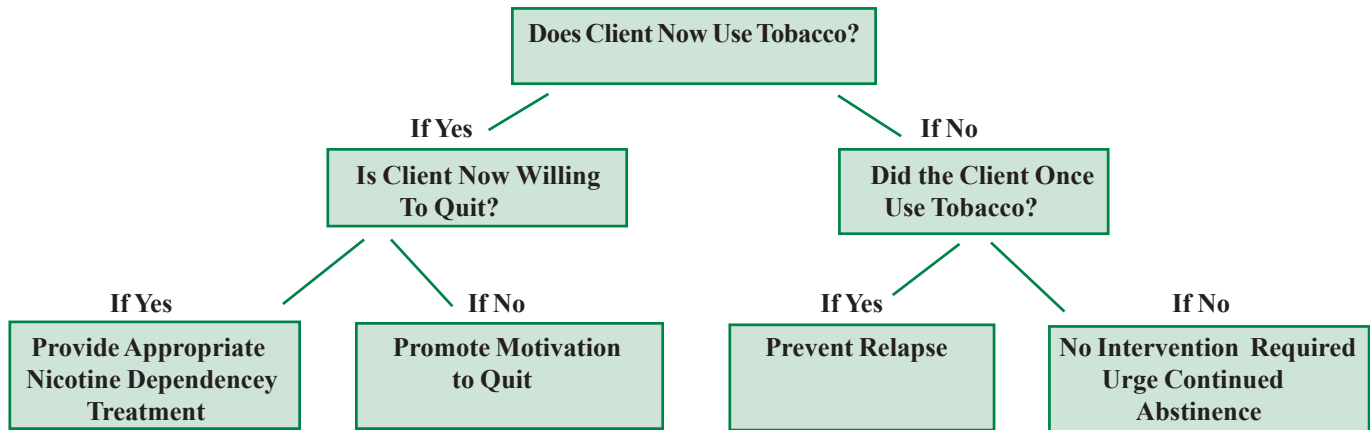 Does Client Now Use Tobacco?
If Yes
If No
Is Client Now Willing
To Quit?
Did the Client Once
Use Tobacco?
If Yes
If No
If Yes
If No
Provide Appropriate
Nicotine Dependencey
Treatment
Promote Motivation
to Quit
Prevent Relapse
No Intervention Required
Urge Continued
Abstinence